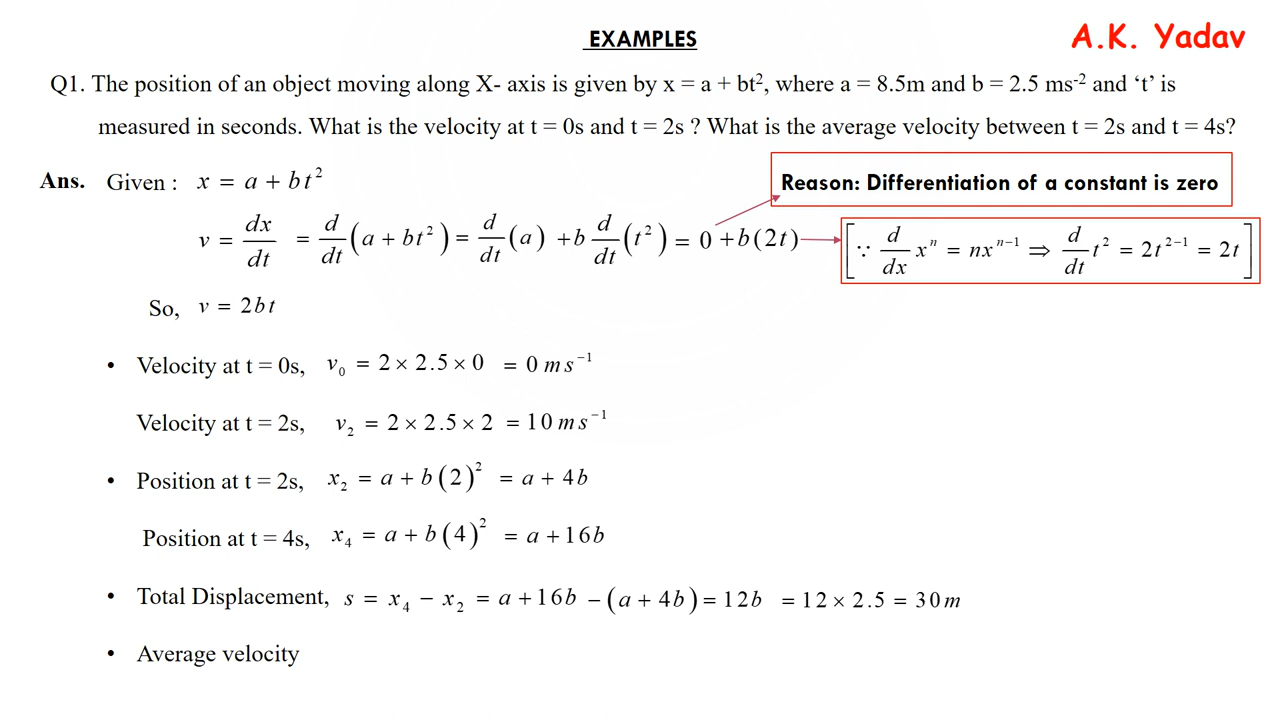 EXAMPLES
A.K. Yadav
Q1. The position of an object moving along X- axis is given by x = a + bt², where a = 8.5m and b = 2.5 ms⁻² and ‘t’ is
measured in seconds. What is the velocity at t = 0s and t = 2s ? What is the average velocity between t = 2s and t = 4s?
Ans. Given : x = a + bt²
Reason: Differentiation of a constant is zero
v = dx/dt = d/dt (a + bt²) = d/dt (a) + b d/dt (t²) = 0 + b(2t)
[∵ d/dx xⁿ = nxⁿ⁻¹ ⇒ d/dt t² = 2t²⁻¹ = 2t]
So, v = 2bt
• Velocity at t = 0s, v₀ = 2 × 2.5 × 0 = 0 ms⁻¹
Velocity at t = 2s, v₂ = 2 × 2.5 × 2 = 10 ms⁻¹
• Position at t = 2s, x₂ = a + b(2)² = a + 4b
Position at t = 4s, x₄ = a + b(4)² = a + 16b
• Total Displacement, s = x₄ − x₂ = a + 16b − (a + 4b) = 12b = 12 × 2.5 = 30m
• Average velocity